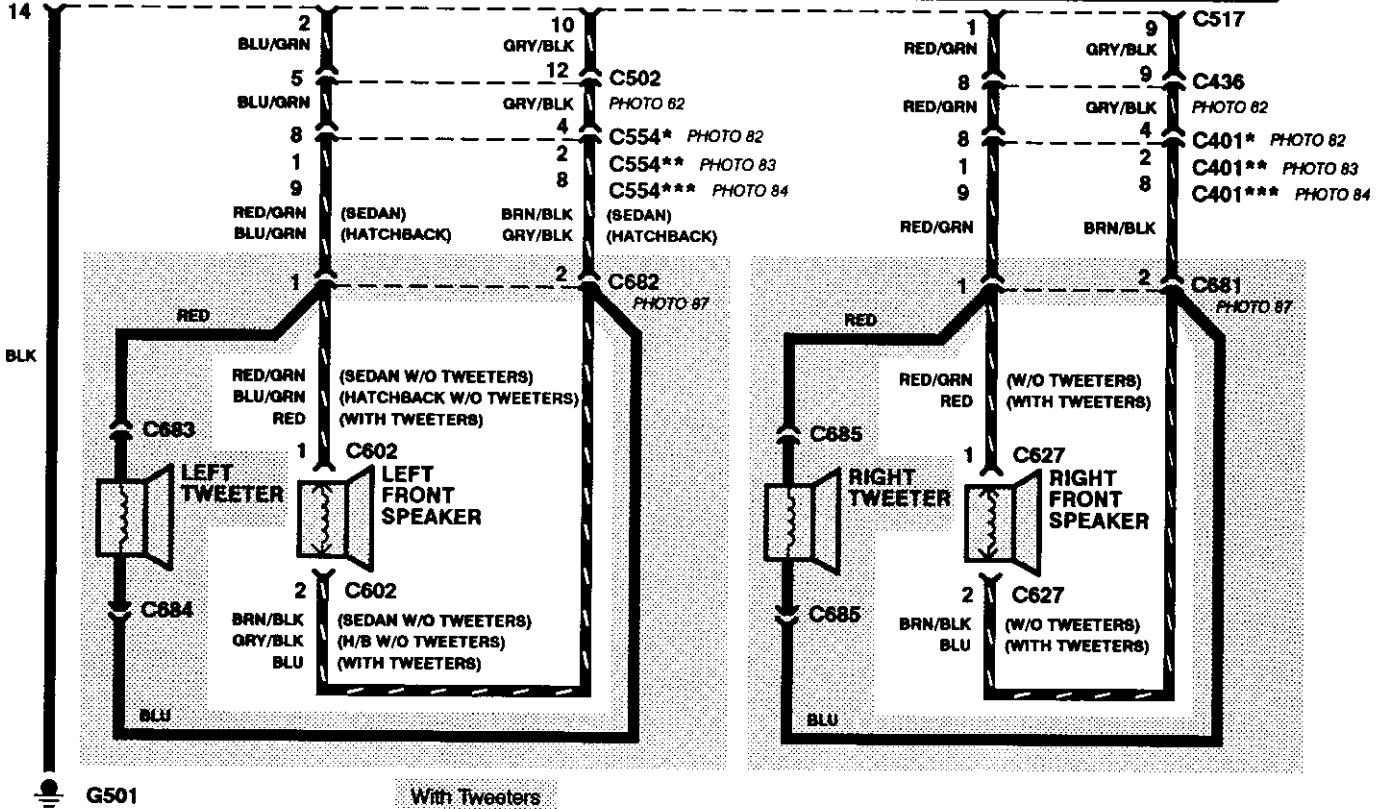 14
2
10
1
9
C517
BLU/GRN
GRY/BLK
RED/GRN
GRY/BLK
5
12
C502
8
9
C436
BLU/GRN
GRY/BLK
PHOTO 62
RED/GRN
GRY/BLK
PHOTO 62
8
4
C554* PHOTO 82
8
4
C401* PHOTO 82
1
2
C554** PHOTO 83
1
2
C401** PHOTO 83
9
8
C554*** PHOTO 84
9
8
C401*** PHOTO 84
RED/GRN (SEDAN)
BRN/BLK (SEDAN)
BLU/GRN (HATCHBACK)
GRY/BLK (HATCHBACK)
RED/GRN
BRN/BLK
1
2
C682
PHOTO 87
1
2
C681
PHOTO 87
RED
RED
BLK
RED/GRN (SEDAN W/O TWEETERS)
BLU/GRN (HATCHBACK W/O TWEETERS)
RED (WITH TWEETERS)
RED/GRN (W/O TWEETERS)
RED (WITH TWEETERS)
C683
1
C602
C685
1
C627
LEFT
TWEETER
LEFT
FRONT
SPEAKER
RIGHT
TWEETER
RIGHT
FRONT
SPEAKER
C684
2
C602
C685
2
C627
BRN/BLK (SEDAN W/O TWEETERS)
GRY/BLK (H/B W/O TWEETERS)
BLU (WITH TWEETERS)
BRN/BLK (W/O TWEETERS)
BLU (WITH TWEETERS)
BLU
BLU
G501
With Tweeters